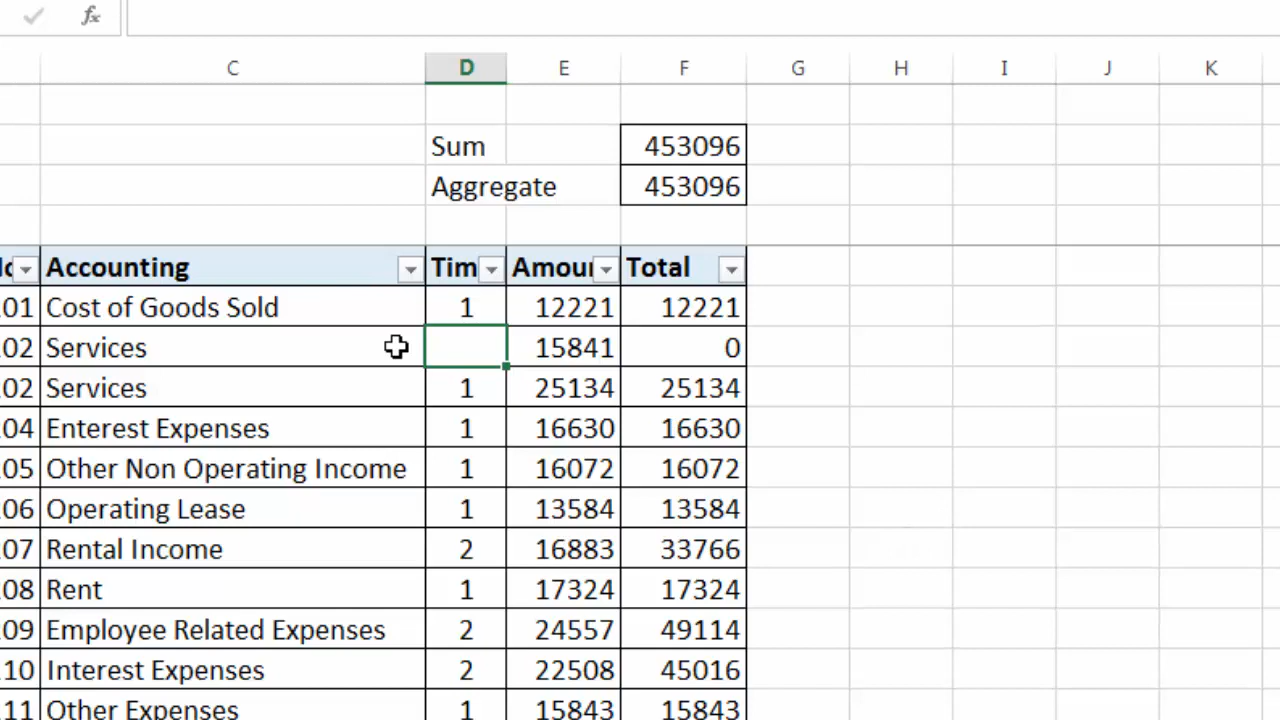 fx
C D E F G H I J K
Sum 453096
Aggregate 453096
Accounting Tim Amour Total
01 Cost of Goods Sold 1 12221 12221
02 Services 15841 0
02 Services 1 25134 25134
04 Enterest Expenses 1 16630 16630
05 Other Non Operating Income 1 16072 16072
06 Operating Lease 1 13584 13584
07 Rental Income 2 16883 33766
08 Rent 1 17324 17324
09 Employee Related Expenses 2 24557 49114
10 Interest Expenses 2 22508 45016
11 Other Expenses 1 15843 15843